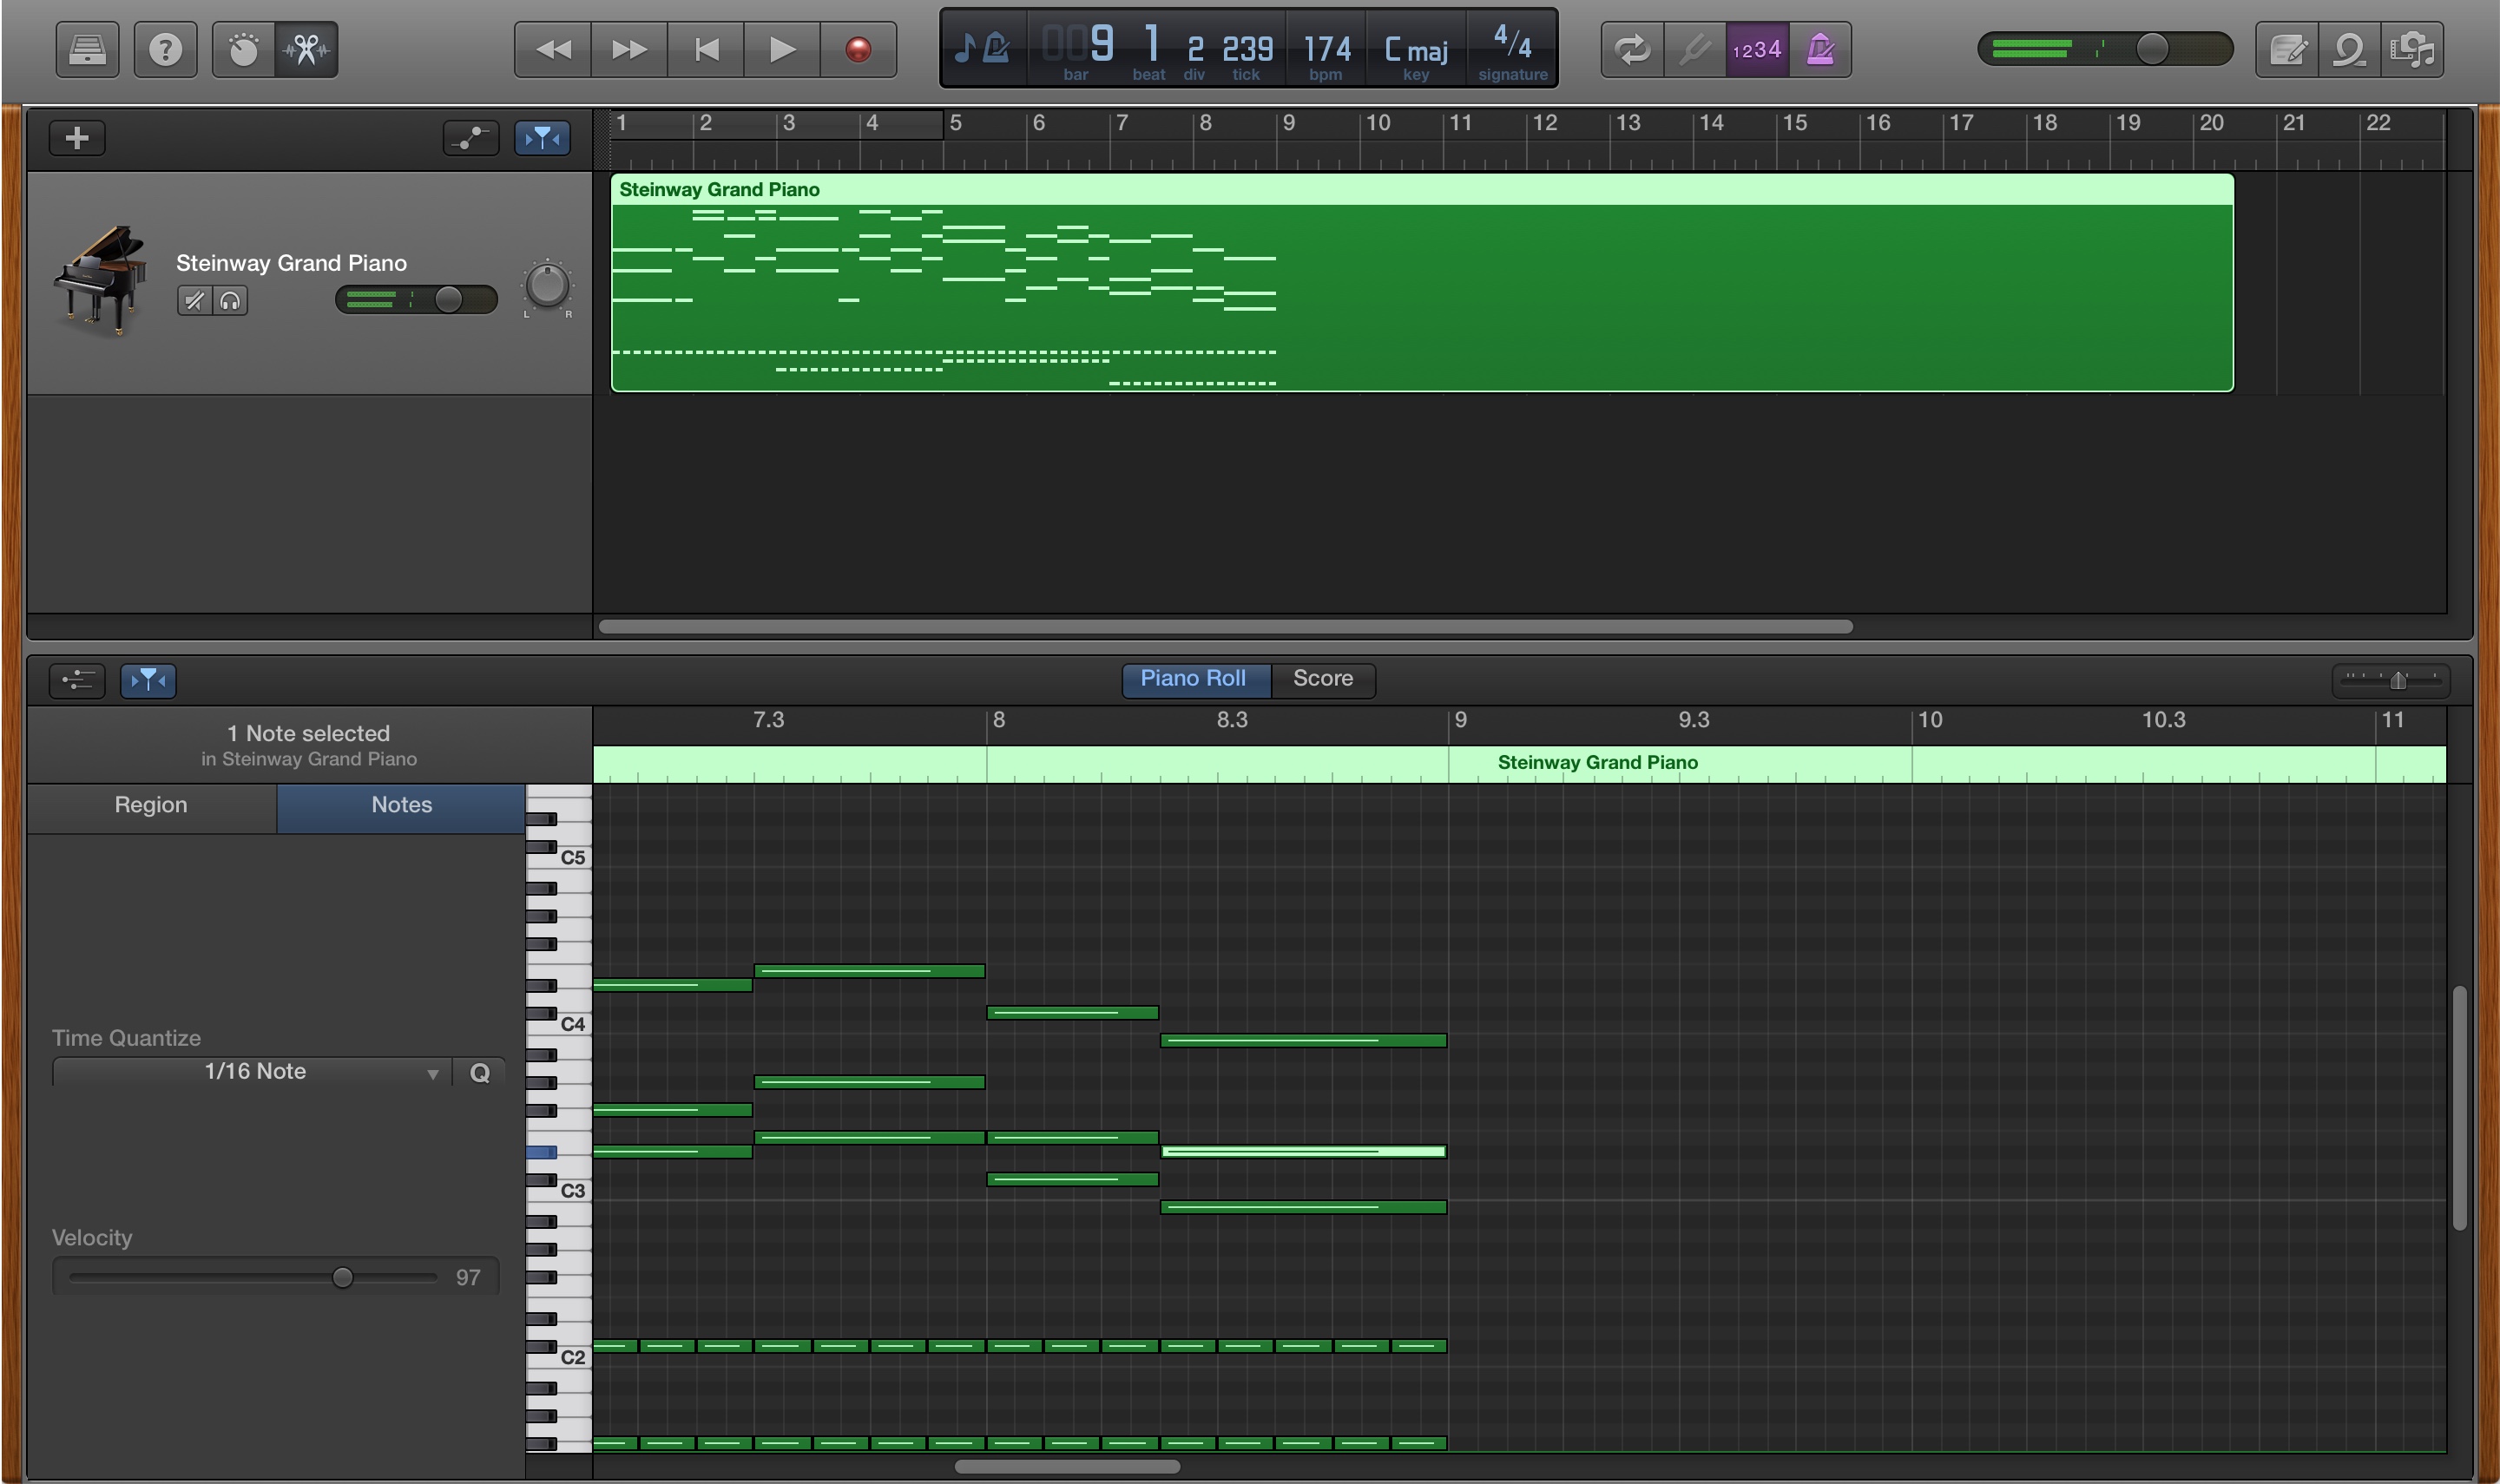 ?
009 1 2 239 174 C maj 4/4
bar beat div tick bpm key signature
1234
1 2 3 4 5 6 7 8 9 10 11 12 13 14 15 16 17 18 19 20 21 22
Steinway Grand Piano
Steinway Grand Piano
L R
Piano Roll Score
1 Note selected
in Steinway Grand Piano
7.3 8 8.3 9 9.3 10 10.3 11
Steinway Grand Piano
Region Notes
C5
C4
Time Quantize
1/16 Note Q
C3
Velocity
97
C2